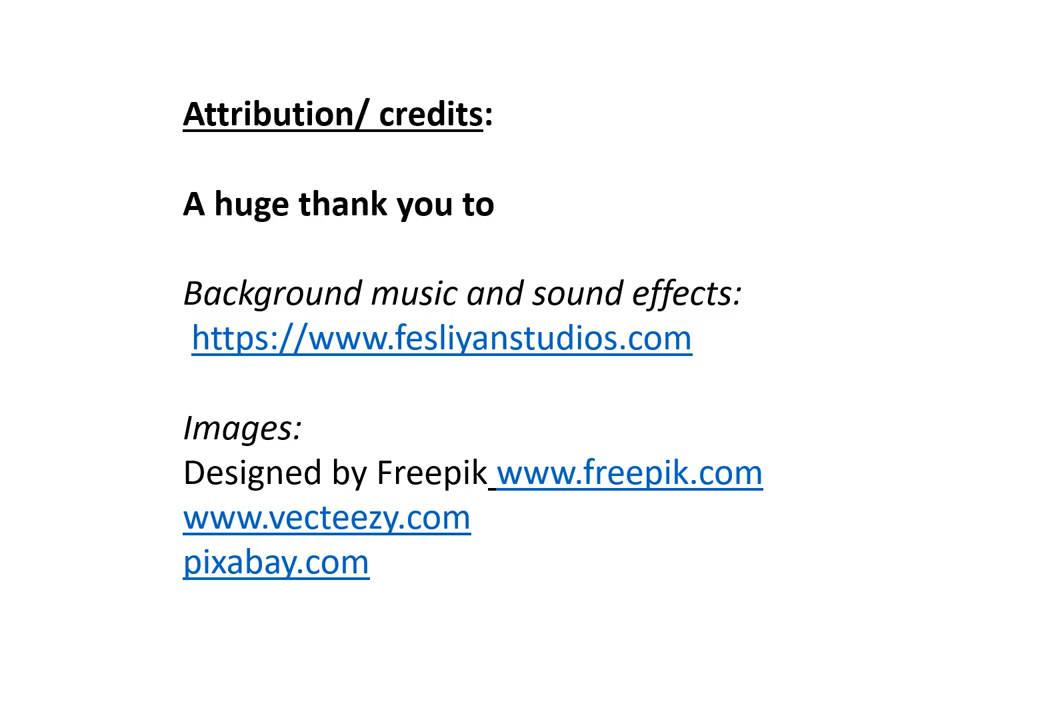 Attribution/ credits:
A huge thank you to
Background music and sound effects:
https://www.fesliyanstudios.com
Images:
Designed by Freepik www.freepik.com
www.vecteezy.com
pixabay.com